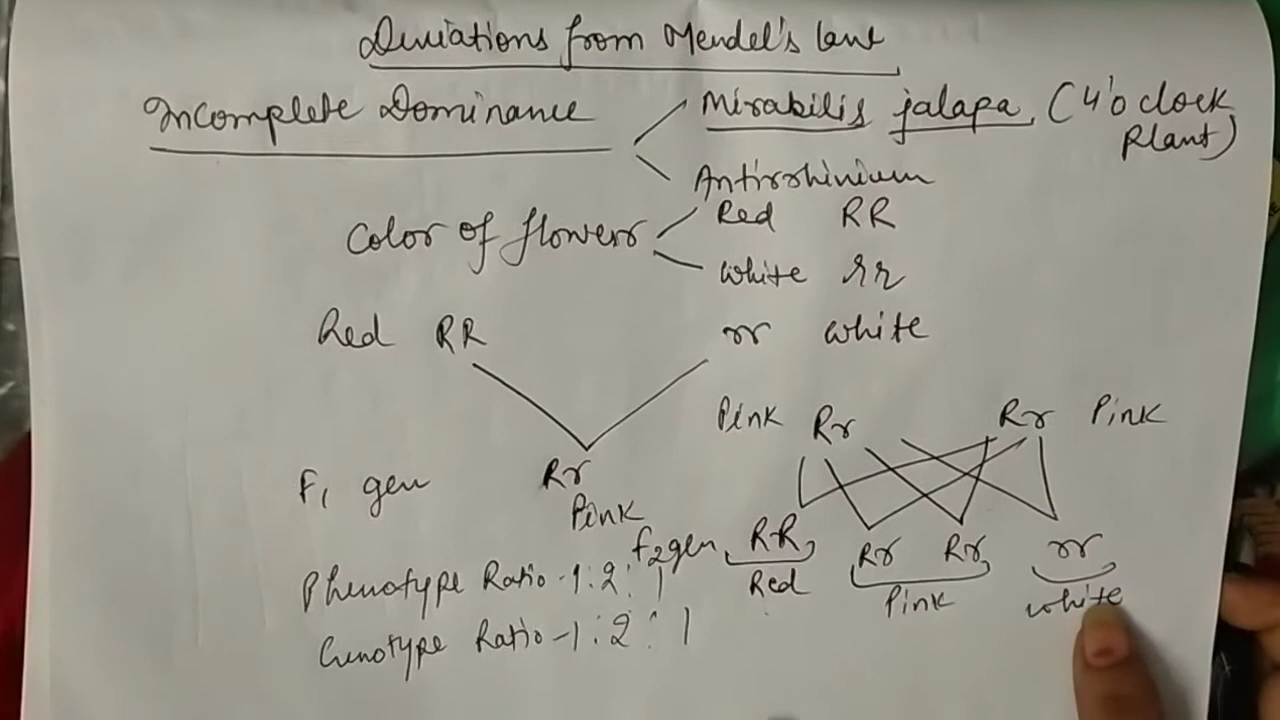 Deviations from Mendel's law
Incomplete Dominance
Mirabilis jalapa (4'o clock Plant)
Antirrhinium
Color of flowers
Red RR
White rr
Red RR
rr White
Pink Rr
Rr Pink
F1 gen
Rr
Pink
F2 gen, RR, Rr Rr, rr
Red
Pink
White
Phenotype Ratio - 1 : 2 : 1
Genotype Ratio - 1 : 2 : 1